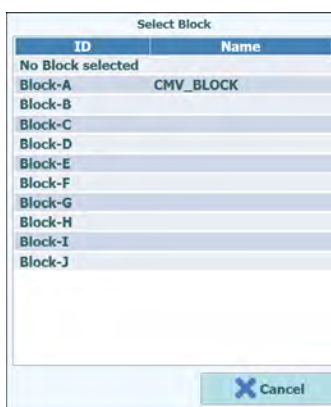 Select Block
ID Name
No Block selected
Block-A CMV_BLOCK
Block-B
Block-C
Block-D
Block-E
Block-F
Block-G
Block-H
Block-I
Block-J
Cancel